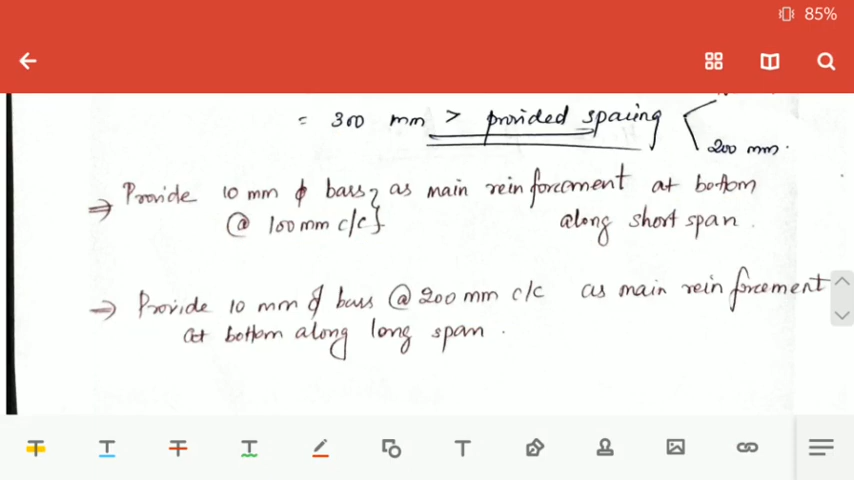 85%
= 300 mm > provided spacing
200 mm.
⇒ Provide 10 mm ϕ bars} as main reinforcement at bottom
@ 100 mm c/c} along short span.
⇒ Provide 10 mm ϕ bars @ 200 mm c/c as main reinforcement
at bottom along long span.